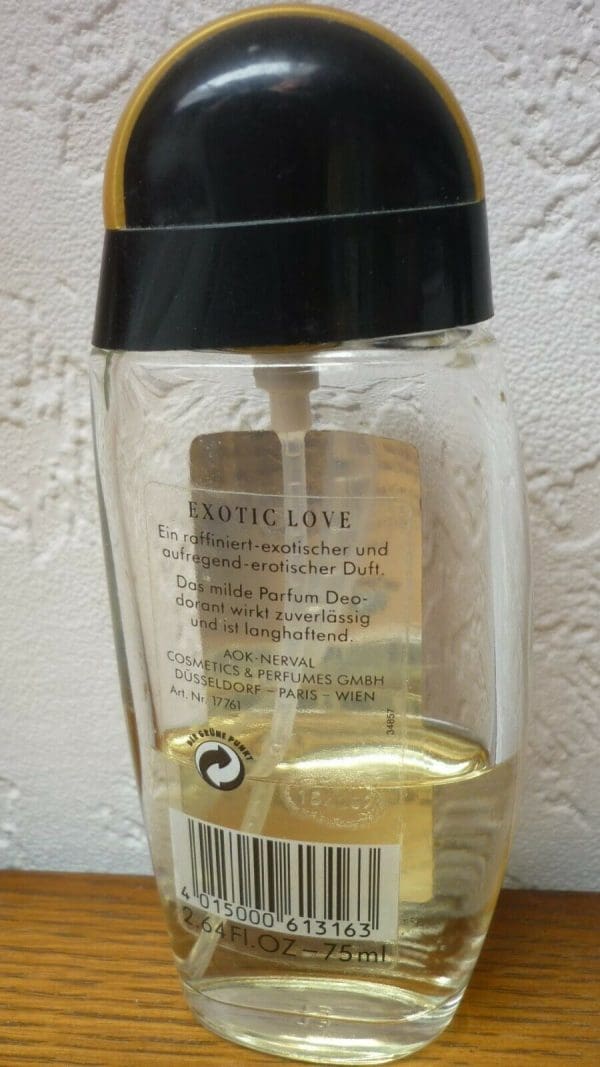 EXOTIC LOVE
Ein raffiniert-exotischer und
aufregend-erotischer Duft.
Das milde Parfum Deo-
dorant wirkt zuverlässig
und ist langhaftend.
AOK-NERVAL
COSMETICS & PERFUMES GMBH
DÜSSELDORF – PARIS – WIEN
Art. Nr. 17761
34857
DER GRÜNE PUNKT
4 015000 613163
2.64 FL.OZ – 75ml